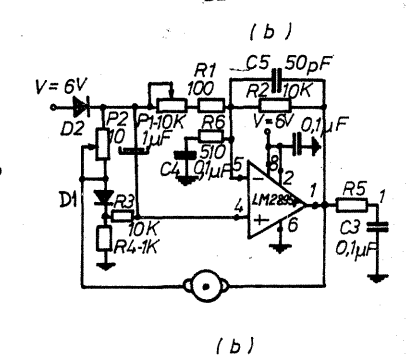 (b)
C5 50pF
V=6V
R1
100
R2
10K
D2
P2
10
P1-10K
1µF
R6
510
V=6V
0,1µF
C4
0,1µF
5
8
2
D1
R3
10K
4
LM2895
1
R5
1
R4-1K
6
C3
0,1µF
(b)